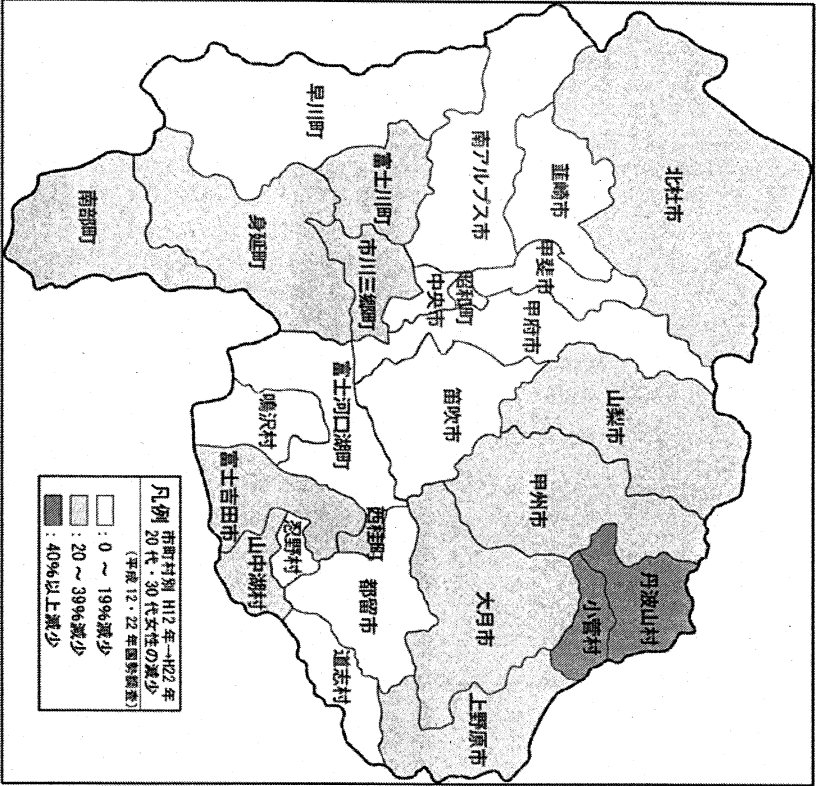 北杜市
韮崎市
南アルプス市
早川町
甲斐市
甲府市
昭和町
中央市
富士川町
市川三郷町
身延町
南部町
山梨市
笛吹市
甲州市
丹波山村
小菅村
大月市
上野原市
富士河口湖町
鳴沢村
西桂町
都留市
富士吉田市
忍野村
山中湖村
道志村
凡例
市町村別 H12年→H22年
20代・30代女性の減少
(平成12・22年国勢調査)
:0 ～ 19%減少
:20 ～ 39%減少
:40%以上減少